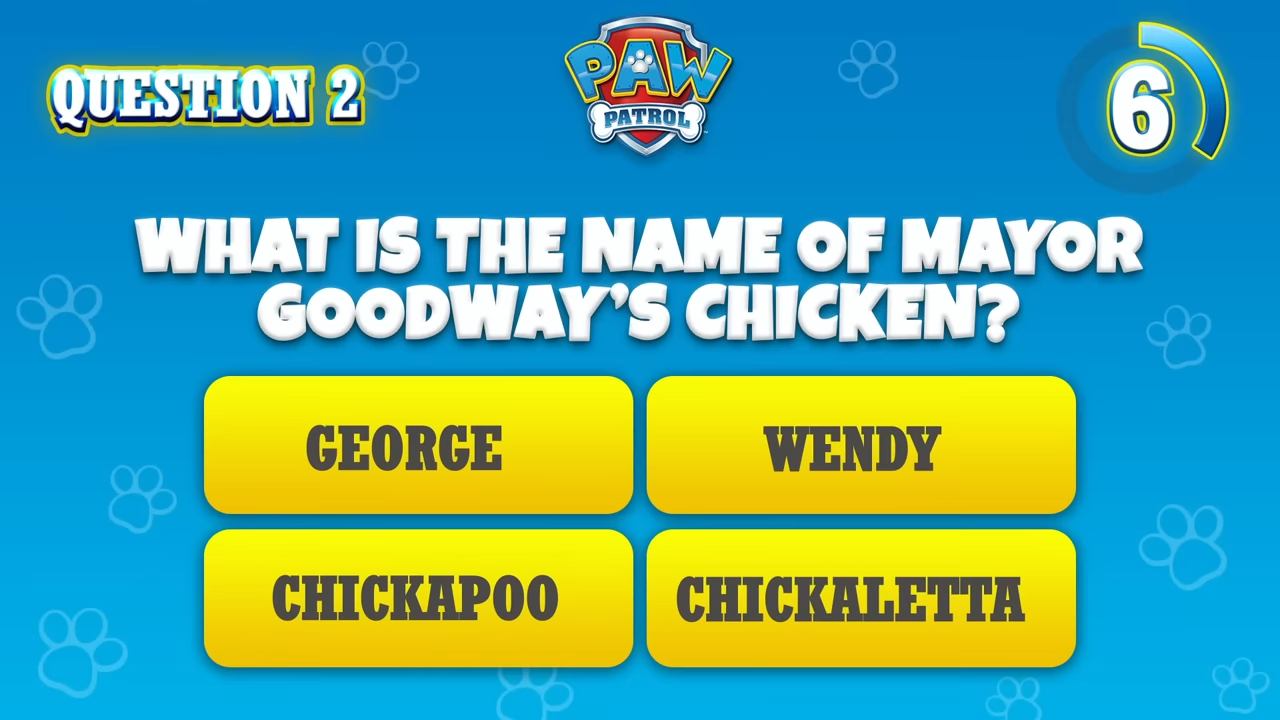 QUESTION 2
PAW
PATROL
6
WHAT IS THE NAME OF MAYOR
GOODWAY’S CHICKEN?
GEORGE
WENDY
CHICKAPOO
CHICKALETTA